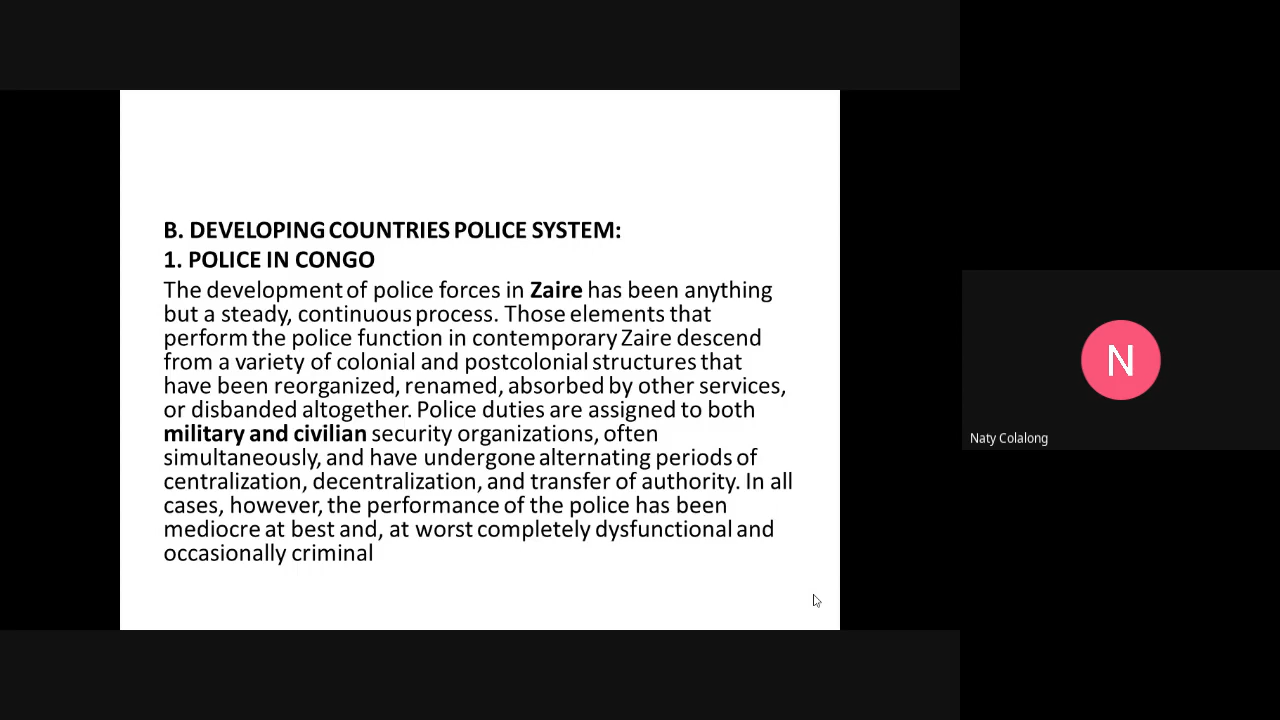 B. DEVELOPING COUNTRIES POLICE SYSTEM:
1. POLICE IN CONGO
The development of police forces in Zaire has been anything
but a steady, continuous process. Those elements that
perform the police function in contemporary Zaire descend
from a variety of colonial and postcolonial structures that
have been reorganized, renamed, absorbed by other services,
or disbanded altogether. Police duties are assigned to both
military and civilian security organizations, often
simultaneously, and have undergone alternating periods of
centralization, decentralization, and transfer of authority. In all
cases, however, the performance of the police has been
mediocre at best and, at worst completely dysfunctional and
occasionally criminal
N
Naty Colalong